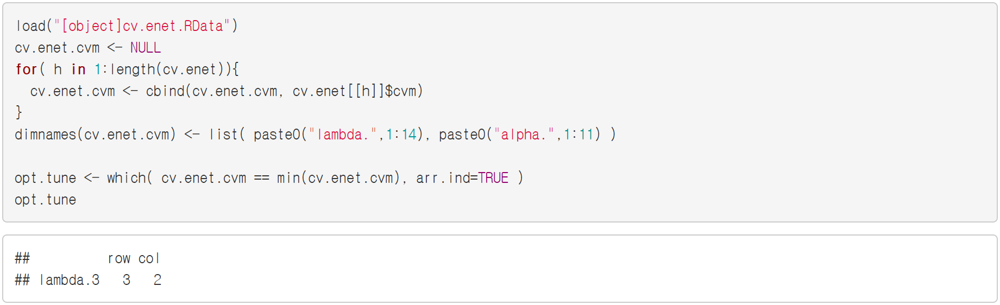 load("[object]cv.enet.RData")
cv.enet.cvm <- NULL
for( h in 1:length(cv.enet)){
  cv.enet.cvm <- cbind(cv.enet.cvm, cv.enet[[h]]$cvm)
}
dimnames(cv.enet.cvm) <- list( paste0("lambda.",1:14), paste0("alpha.",1:11) )
opt.tune <- which( cv.enet.cvm == min(cv.enet.cvm), arr.ind=TRUE )
opt.tune
##          row col
## lambda.3   3   2